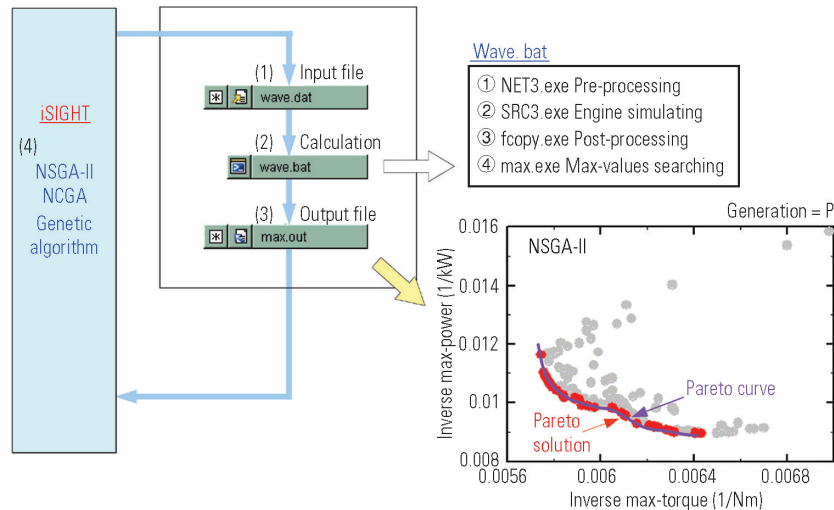 iSIGHT
(4)
NSGA-II
NCGA
Genetic
algorithm
(1) Input file
wave.dat
(2) Calculation
wave.bat
(3) Output file
max.out
Wave. bat
① NET3.exe Pre-processing
② SRC3.exe Engine simulating
③ fcopy.exe Post-processing
④ max.exe Max-values searching
Generation = P
NSGA-II
Inverse max-power (1/kW)
0.016
0.014
0.012
0.01
0.008
Pareto curve
Pareto
solution
0.0056
0.006
0.0064
0.0068
Inverse max-torque (1/Nm)